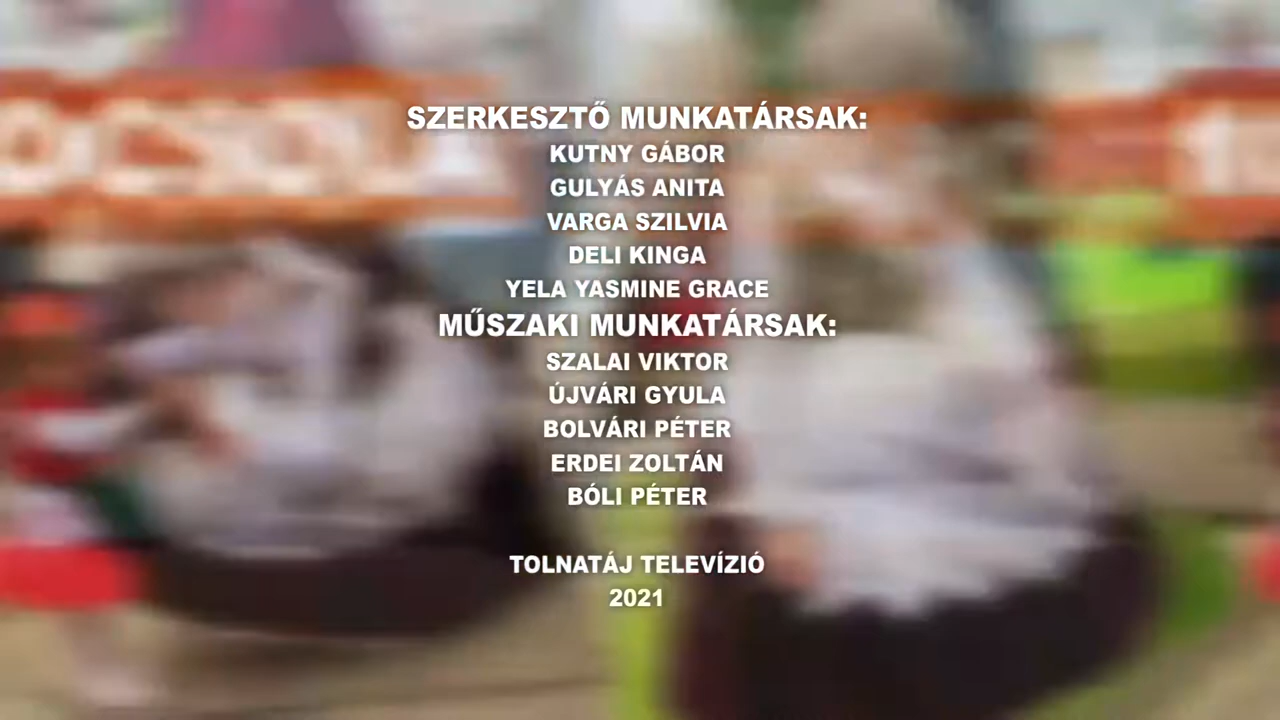 SZERKESZTŐ MUNKATÁRSAK:
KUTNY GÁBOR
GULYÁS ANITA
VARGA SZILVIA
DELI KINGA
YELA YASMINE GRACE
MŰSZAKI MUNKATÁRSAK:
SZALAI VIKTOR
ÚJVÁRI GYULA
BOLVÁRI PÉTER
ERDEI ZOLTÁN
BÓLI PÉTER
TOLNATÁJ TELEVÍZIÓ
2021